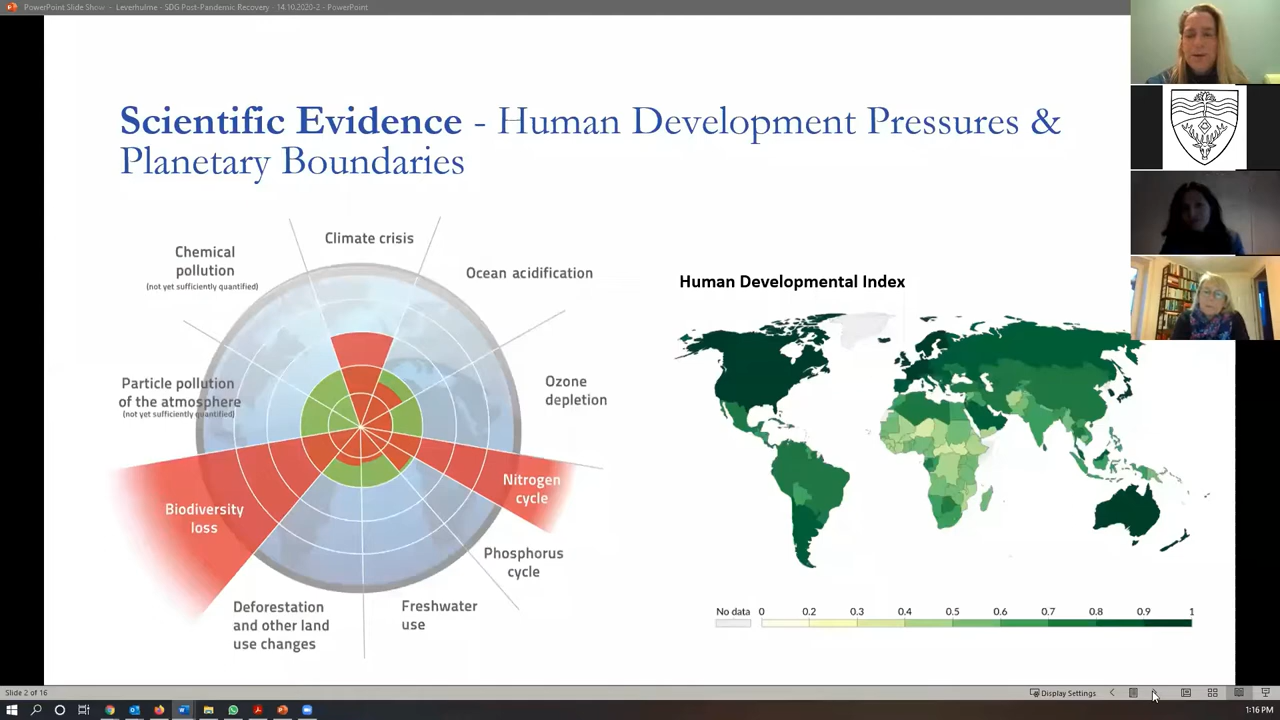 PowerPoint Slide Show - Leverhulme - SDG Post-Pandemic Recovery - 14.10.2020-2 - PowerPoint
Scientific Evidence - Human Development Pressures &
Planetary Boundaries
Climate crisis
Chemical
pollution
(not yet sufficiently quantified)
Ocean acidification
Particle pollution
of the atmosphere
(not yet sufficiently quantified)
Ozone
depletion
Biodiversity
loss
Nitrogen
cycle
Phosphorus
cycle
Deforestation
and other land
use changes
Freshwater
use
Human Developmental Index
No data 0 0.2 0.3 0.4 0.5 0.6 0.7 0.8 0.9 1
Slide 2 of 16
Display Settings
1:16 PM